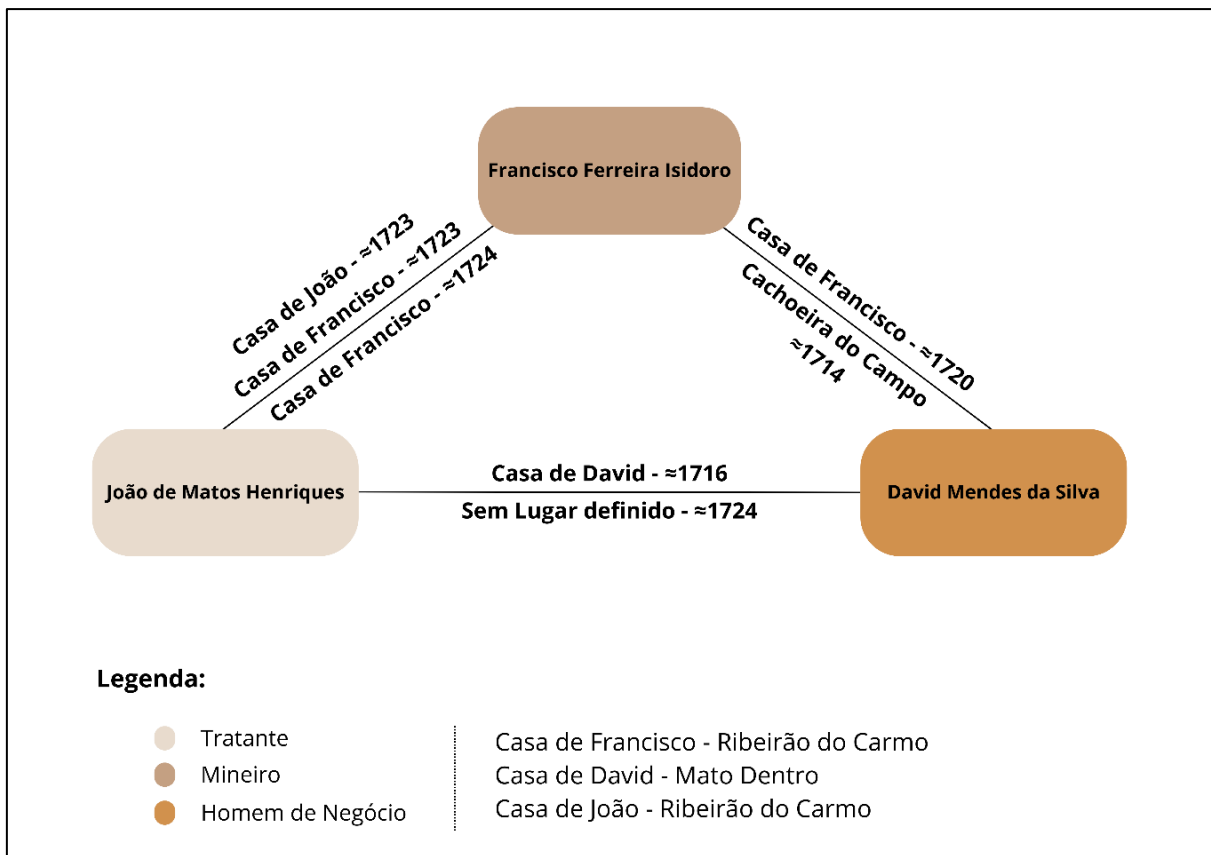 Francisco Ferreira Isidoro
Casa de João - ≈1723
Casa de Francisco - ≈1723
Casa de Francisco - ≈1724
Casa de Francisco - ≈1720
Cachoeira do Campo
≈1714
João de Matos Henriques
Casa de David - ≈1716
Sem Lugar definido - ≈1724
David Mendes da Silva
Legenda:
Tratante
Mineiro
Homem de Negócio
Casa de Francisco - Ribeirão do Carmo
Casa de David - Mato Dentro
Casa de João - Ribeirão do Carmo